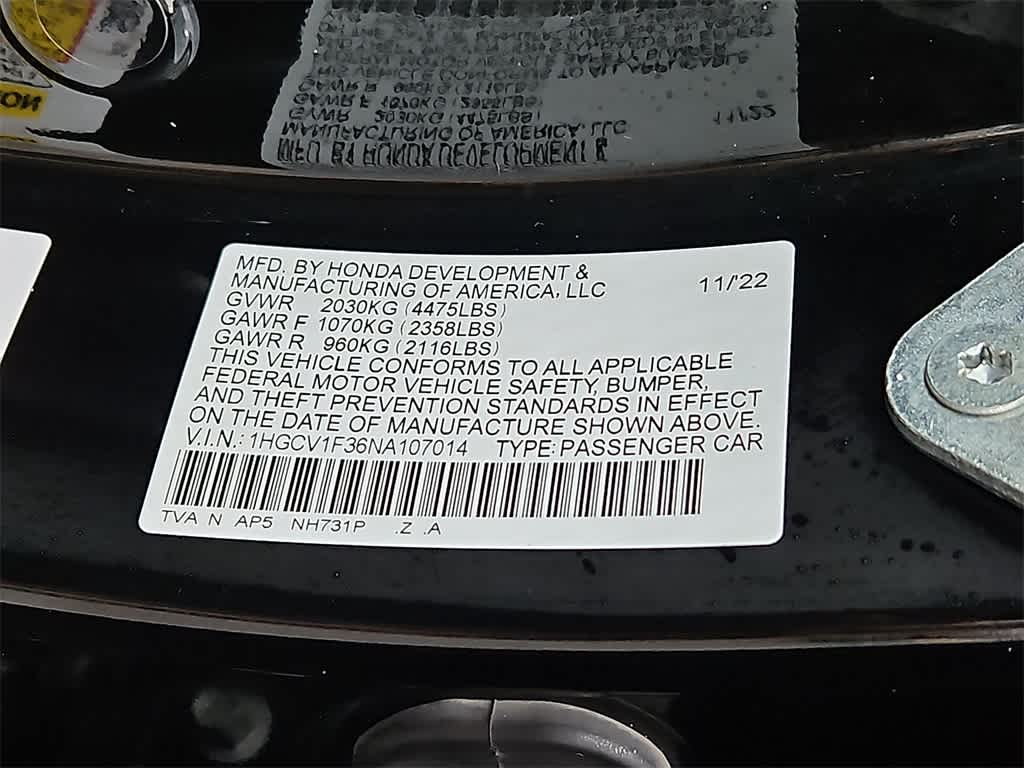 MFD. BY HONDA DEVELOPMENT &
MANUFACTURING OF AMERICA, LLC 11/'22
GVWR 2030KG (4475LBS)
GAWR F 1070KG (2358LBS)
GAWR R 960KG (2116LBS)
THIS VEHICLE CONFORMS TO ALL APPLICABLE
FEDERAL MOTOR VEHICLE SAFETY, BUMPER,
AND THEFT PREVENTION STANDARDS IN EFFECT
ON THE DATE OF MANUFACTURE SHOWN ABOVE.
V.I.N.: 1HGCV1F36NA107014 TYPE: PASSENGER CAR
TVA N AP5 NH731P .Z .A